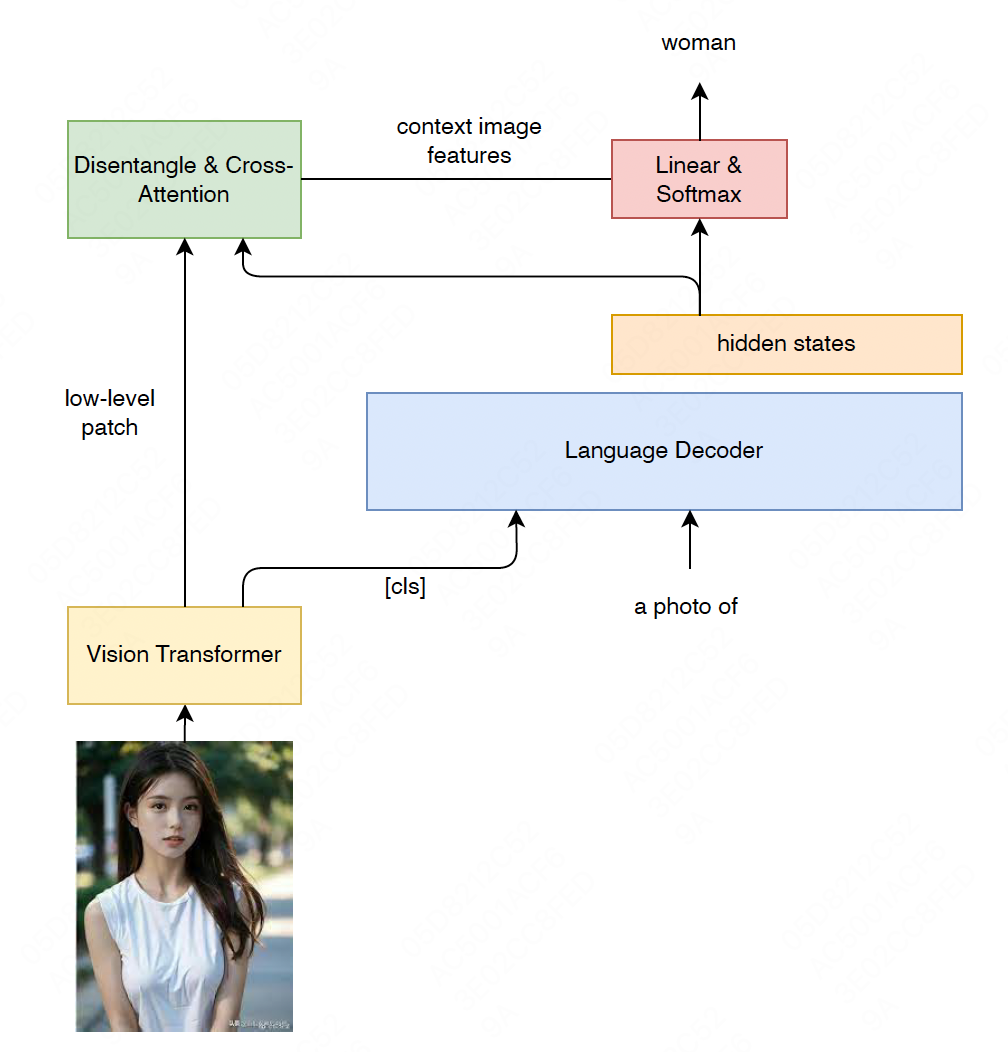 woman
context image
features
Disentangle & Cross-
Attention
Linear &
Softmax
hidden states
low-level
patch
Language Decoder
[cls]
a photo of
Vision Transformer